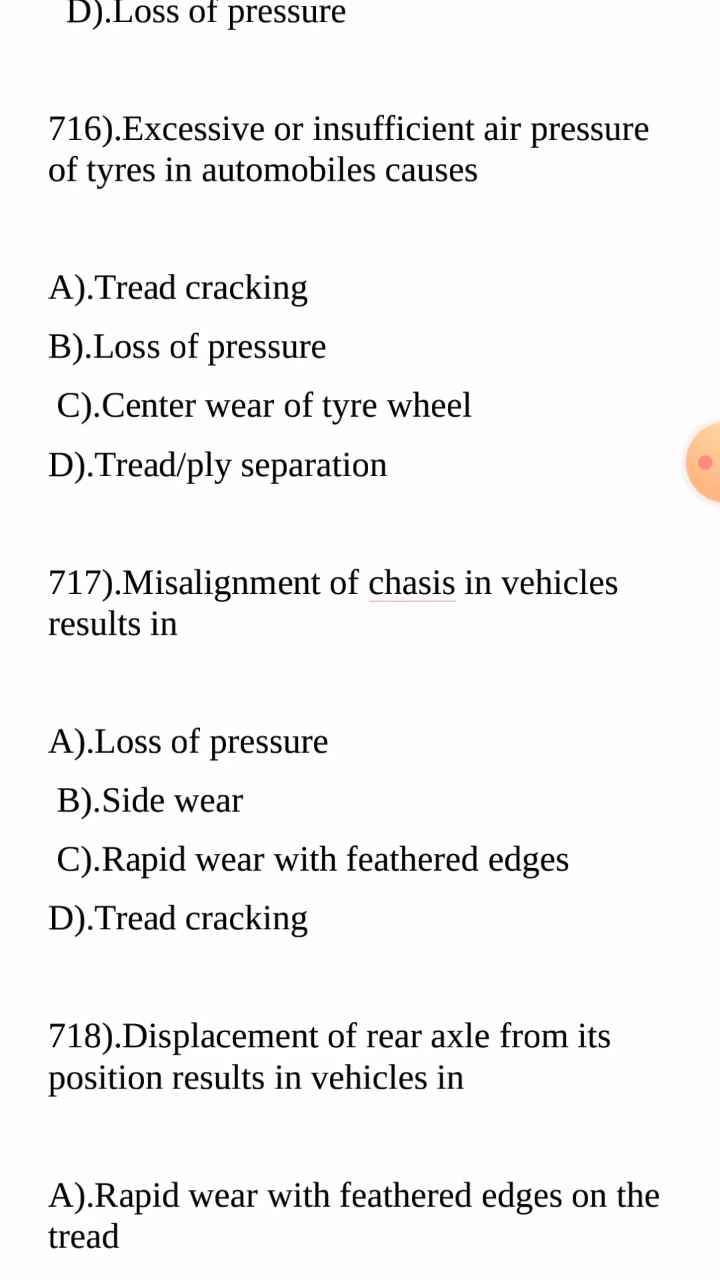 D).Loss of pressure
716).Excessive or insufficient air pressure
of tyres in automobiles causes
A).Tread cracking
B).Loss of pressure
C).Center wear of tyre wheel
D).Tread/ply separation
717).Misalignment of chasis in vehicles
results in
A).Loss of pressure
B).Side wear
C).Rapid wear with feathered edges
D).Tread cracking
718).Displacement of rear axle from its
position results in vehicles in
A).Rapid wear with feathered edges on the
tread